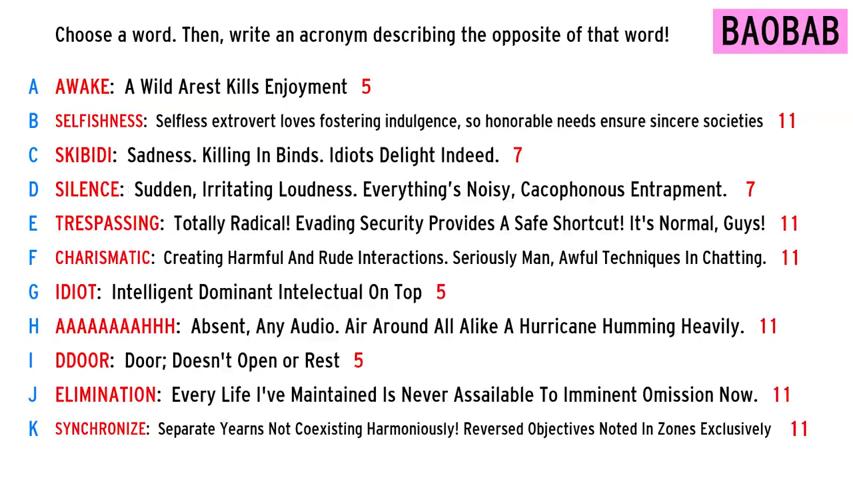 Choose a word. Then, write an acronym describing the opposite of that word!
BAOBAB
A AWAKE: A Wild Arest Kills Enjoyment 5
B SELFISHNESS: Selfless extrovert loves fostering indulgence, so honorable needs ensure sincere societies 11
C SKIBIDI: Sadness. Killing In Binds. Idiots Delight Indeed. 7
D SILENCE: Sudden, Irritating Loudness. Everything's Noisy, Cacophonous Entrapment. 7
E TRESPASSING: Totally Radical! Evading Security Provides A Safe Shortcut! It's Normal, Guys! 11
F CHARISMATIC: Creating Harmful And Rude Interactions. Seriously Man, Awful Techniques In Chatting. 11
G IDIOT: Intelligent Dominant Intelectual On Top 5
H AAAAAAAAHHH: Absent, Any Audio. Air Around All Alike A Hurricane Humming Heavily. 11
I DDOOR: Door; Doesn't Open or Rest 5
J ELIMINATION: Every Life I've Maintained Is Never Assailable To Imminent Omission Now. 11
K SYNCHRONIZE: Separate Yearns Not Coexisting Harmoniously! Reversed Objectives Noted In Zones Exclusively 11